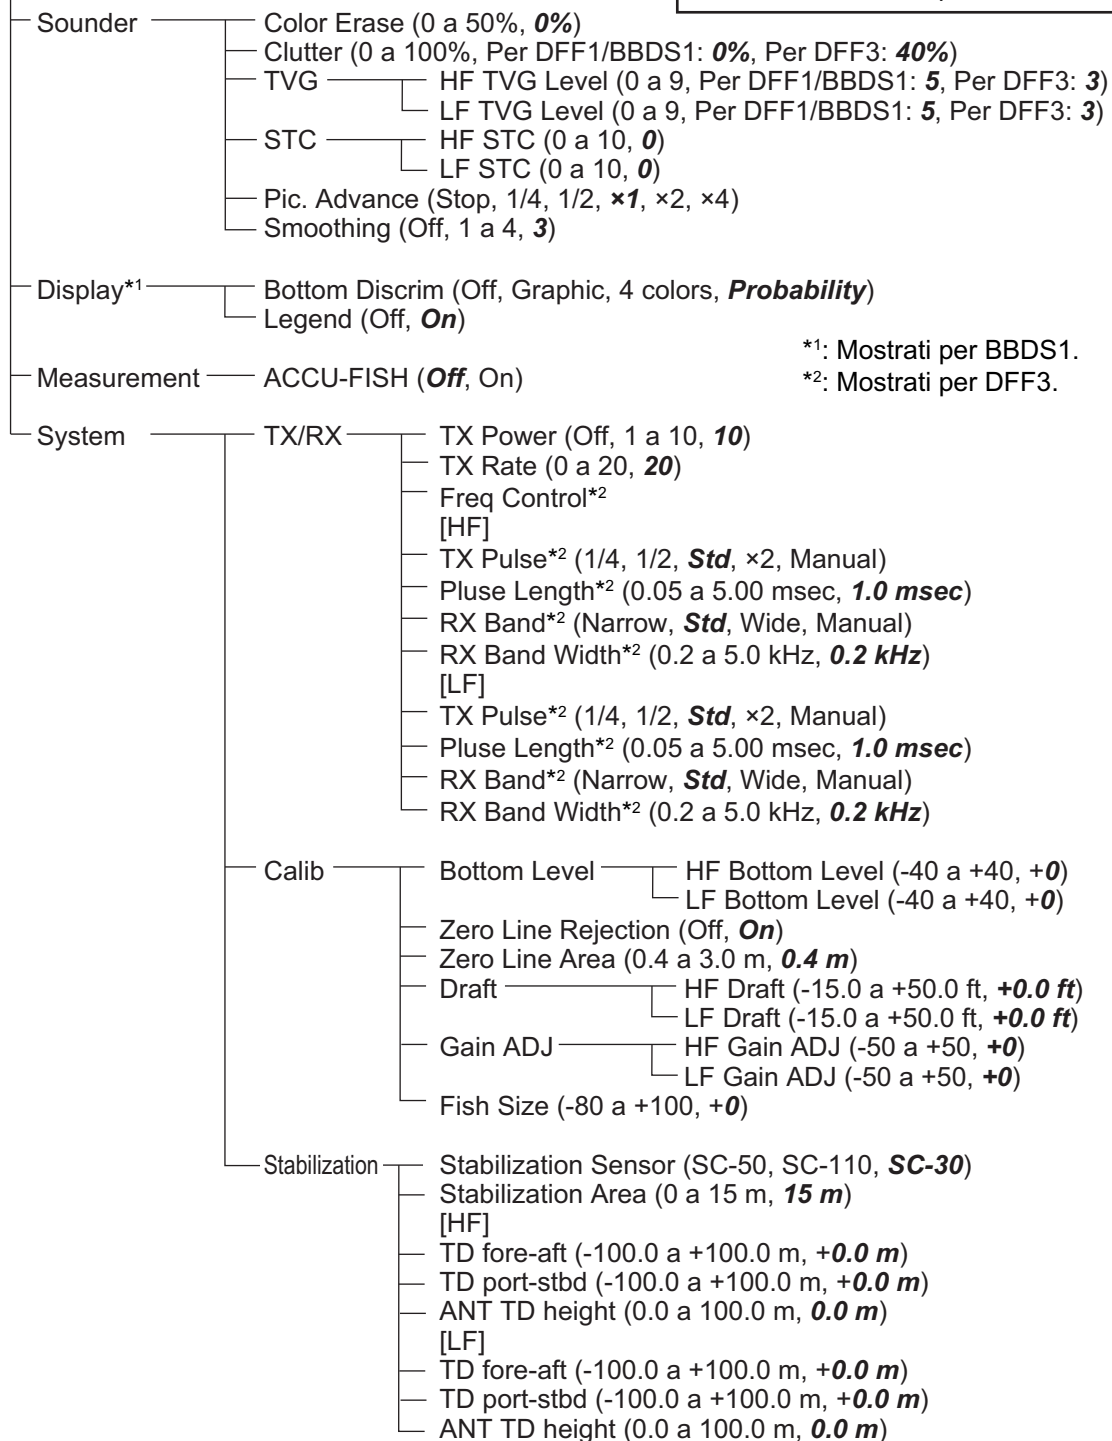 Sounder
Color Erase (0 a 50%, 0%)
Clutter (0 a 100%, Per DFF1/BBDS1: 0%, Per DFF3: 40%)
TVG
HF TVG Level (0 a 9, Per DFF1/BBDS1: 5, Per DFF3: 3)
LF TVG Level (0 a 9, Per DFF1/BBDS1: 5, Per DFF3: 3)
STC
HF STC (0 a 10, 0)
LF STC (0 a 10, 0)
Pic. Advance (Stop, 1/4, 1/2, ×1, ×2, ×4)
Smoothing (Off, 1 a 4, 3)
Display*1
Bottom Discrim (Off, Graphic, 4 colors, Probability)
Legend (Off, On)
*1: Mostrati per BBDS1.
*2: Mostrati per DFF3.
Measurement
ACCU-FISH (Off, On)
System
TX/RX
TX Power (Off, 1 a 10, 10)
TX Rate (0 a 20, 20)
Freq Control*2
[HF]
TX Pulse*2 (1/4, 1/2, Std, ×2, Manual)
Pluse Length*2 (0.05 a 5.00 msec, 1.0 msec)
RX Band*2 (Narrow, Std, Wide, Manual)
RX Band Width*2 (0.2 a 5.0 kHz, 0.2 kHz)
[LF]
TX Pulse*2 (1/4, 1/2, Std, ×2, Manual)
Pluse Length*2 (0.05 a 5.00 msec, 1.0 msec)
RX Band*2 (Narrow, Std, Wide, Manual)
RX Band Width*2 (0.2 a 5.0 kHz, 0.2 kHz)
Calib
Bottom Level
HF Bottom Level (-40 a +40, +0)
LF Bottom Level (-40 a +40, +0)
Zero Line Rejection (Off, On)
Zero Line Area (0.4 a 3.0 m, 0.4 m)
Draft
HF Draft (-15.0 a +50.0 ft, +0.0 ft)
LF Draft (-15.0 a +50.0 ft, +0.0 ft)
Gain ADJ
HF Gain ADJ (-50 a +50, +0)
LF Gain ADJ (-50 a +50, +0)
Fish Size (-80 a +100, +0)
Stabilization
Stabilization Sensor (SC-50, SC-110, SC-30)
Stabilization Area (0 a 15 m, 15 m)
[HF]
TD fore-aft (-100.0 a +100.0 m, +0.0 m)
TD port-stbd (-100.0 a +100.0 m, +0.0 m)
ANT TD height (0.0 a 100.0 m, 0.0 m)
[LF]
TD fore-aft (-100.0 a +100.0 m, +0.0 m)
TD port-stbd (-100.0 a +100.0 m, +0.0 m)
ANT TD height (0.0 a 100.0 m, 0.0 m)